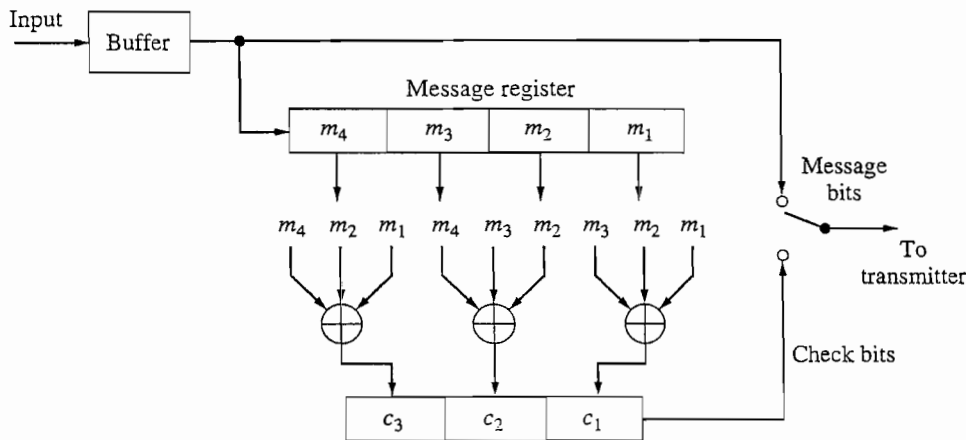 Input
Buffer
Message register
m₄ m₃ m₂ m₁
Message
bits
m₄ m₂ m₁ m₄ m₃ m₂ m₃ m₂ m₁
To
transmitter
Check bits
c₃ c₂ c₁